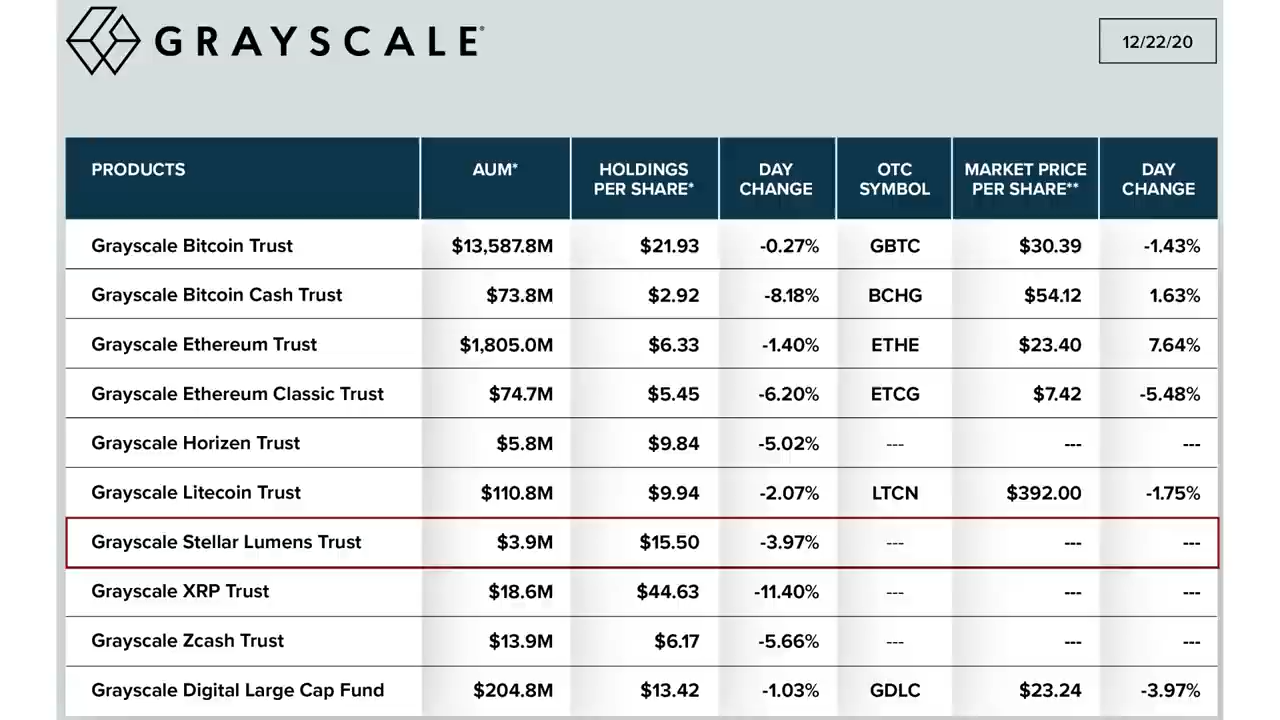 GRAYSCALE®
12/22/20
PRODUCTS AUM* HOLDINGS PER SHARE* DAY CHANGE OTC SYMBOL MARKET PRICE PER SHARE** DAY CHANGE
Grayscale Bitcoin Trust $13,587.8M $21.93 -0.27% GBTC $30.39 -1.43%
Grayscale Bitcoin Cash Trust $73.8M $2.92 -8.18% BCHG $54.12 1.63%
Grayscale Ethereum Trust $1,805.0M $6.33 -1.40% ETHE $23.40 7.64%
Grayscale Ethereum Classic Trust $74.7M $5.45 -6.20% ETCG $7.42 -5.48%
Grayscale Horizen Trust $5.8M $9.84 -5.02% --- --- ---
Grayscale Litecoin Trust $110.8M $9.94 -2.07% LTCN $392.00 -1.75%
Grayscale Stellar Lumens Trust $3.9M $15.50 -3.97% --- --- ---
Grayscale XRP Trust $18.6M $44.63 -11.40% --- --- ---
Grayscale Zcash Trust $13.9M $6.17 -5.66% --- --- ---
Grayscale Digital Large Cap Fund $204.8M $13.42 -1.03% GDLC $23.24 -3.97%